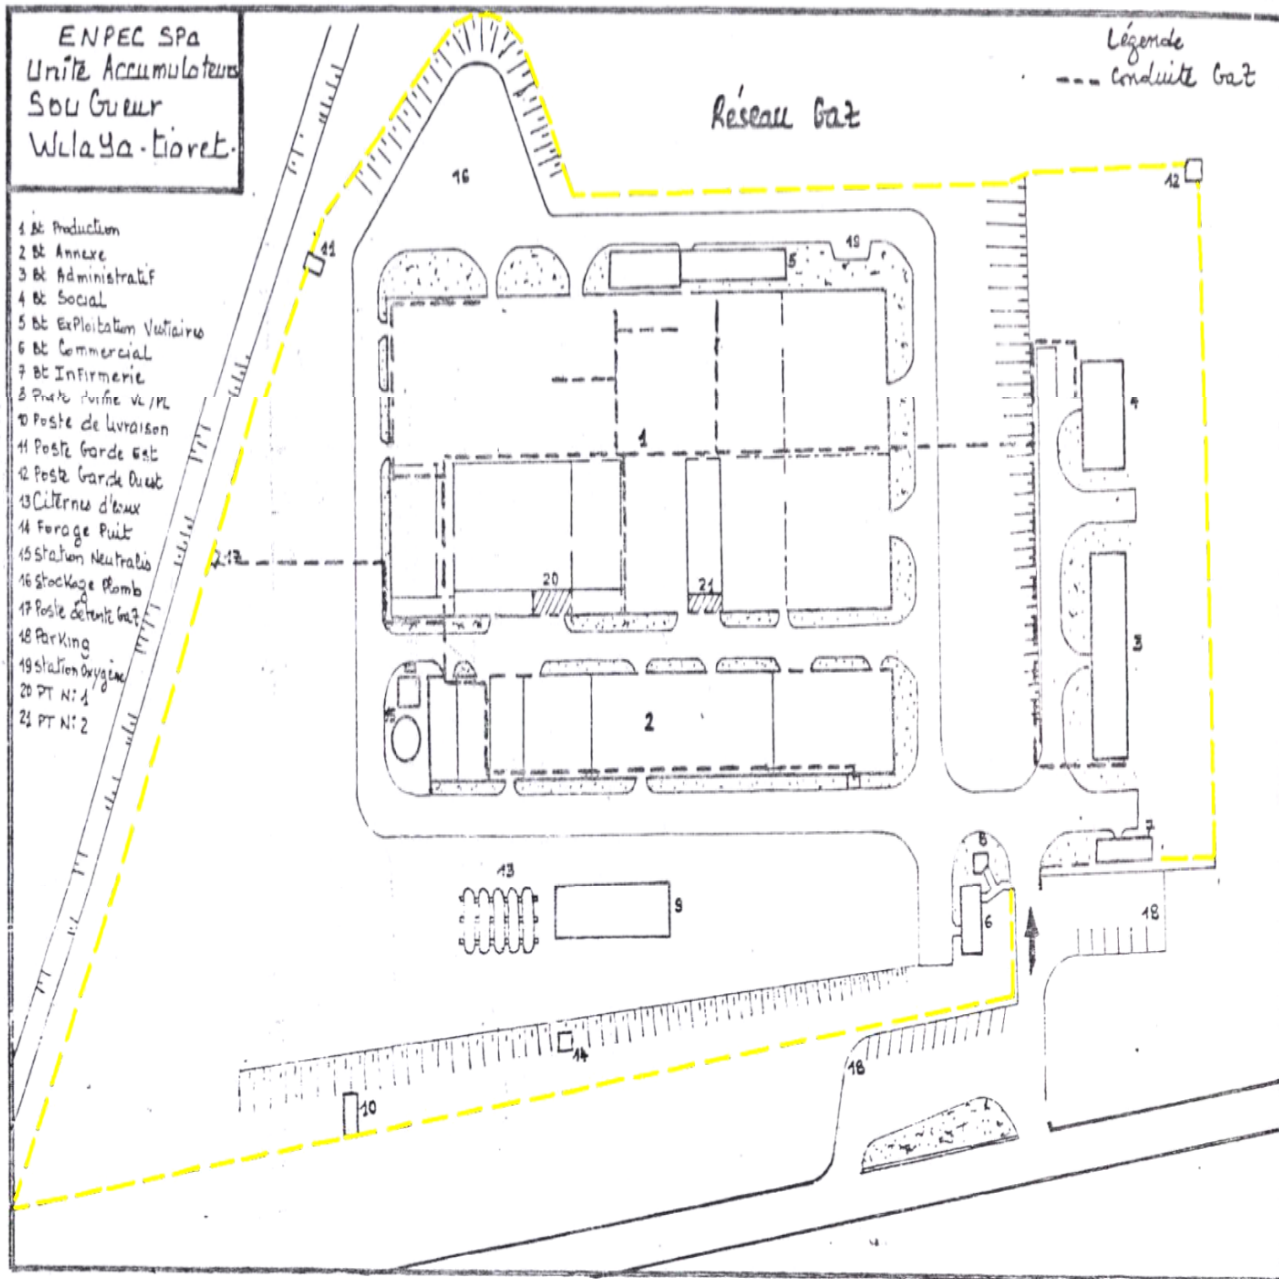 ENPEC SPa
Unité Accumulateurs
Sou Gueur
WilaYa - tiaret.
Légende
--- conduite GaZ
Réseau GaZ
1 Bt Production
2 Bt Annexe
3 Bt Administratif
4 Bt Social
5 Bt ExPloitation Vestiaires
6 Bt Commercial
7 Bt InFirmerie
8 VL/PL
10 Poste de Livraison
11 Poste Garde Est
12 Poste Garde Ouest
13 Citernes d'eaux
14 Forage Puit
15 Station Neutralis
16 Stockage Plomb
17 Poste détente GaZ
18 ParKing
19 Station Oxygène
20 PT N: 1
21 PT N: 2
16
12
11
19
5
1
17
20
21
2
7
8
13
9
6
18
14
18
10